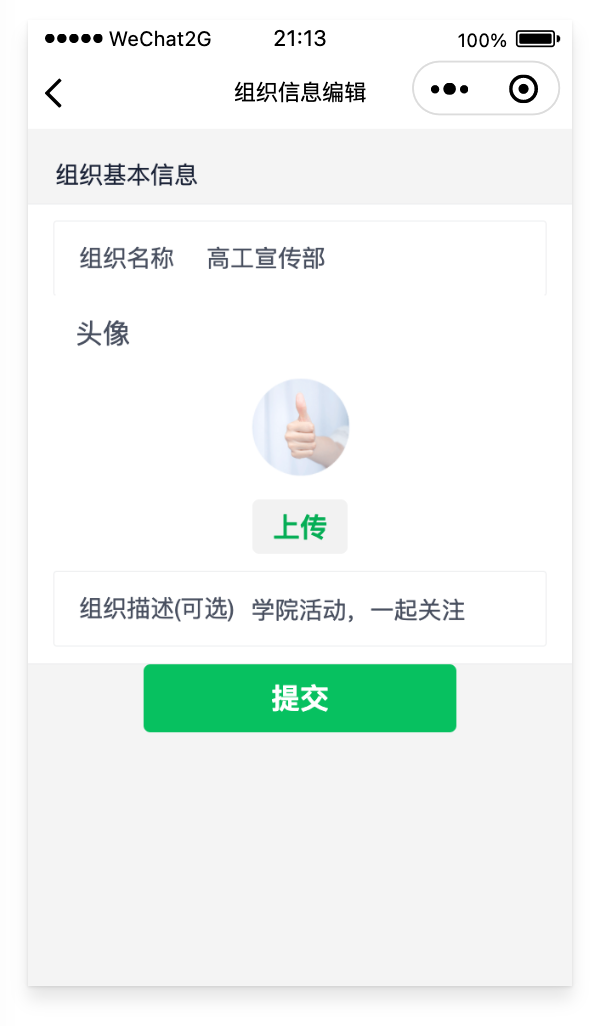 WeChat2G 21:13 100%
组织信息编辑
组织基本信息
组织名称 高工宣传部
头像
上传
组织描述(可选) 学院活动，一起关注
提交